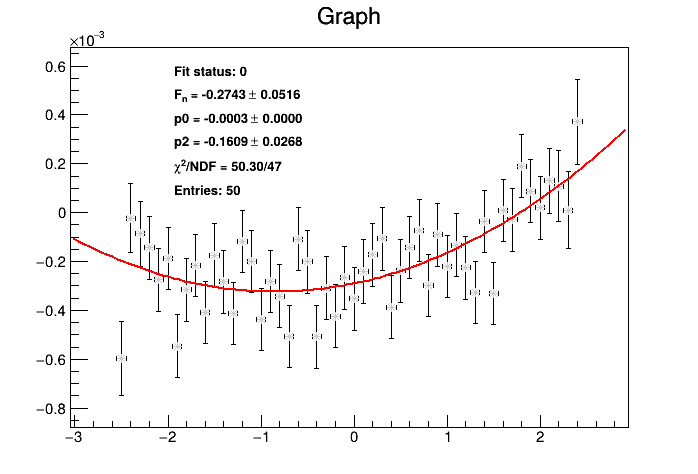 Graph
×10⁻³
Fit status: 0
Fₙ = -0.2743 ± 0.0516
p0 = -0.0003 ± 0.0000
p2 = -0.1609 ± 0.0268
χ²/NDF = 50.30/47
Entries: 50
0.6
0.4
0.2
0
−0.2
−0.4
−0.6
−0.8
−3 −2 −1 0 1 2